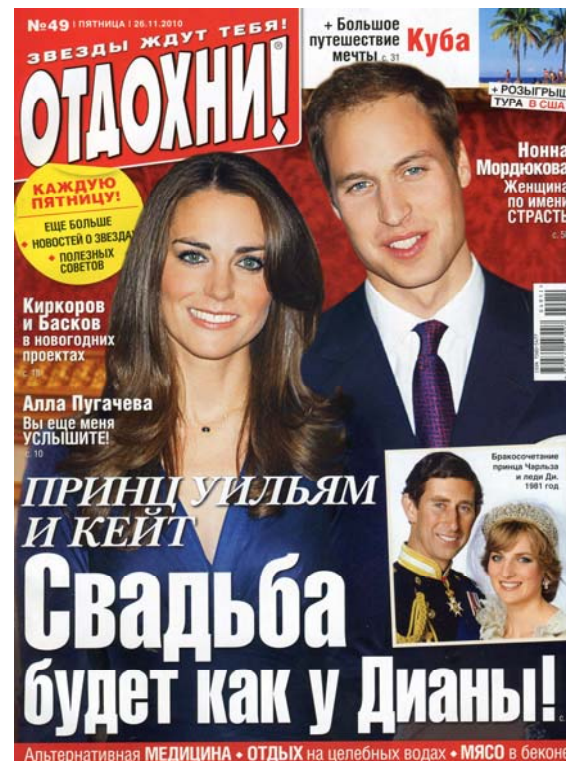 №49 | ПЯТНИЦА | 26.11.2010
ЗВЕЗДЫ ЖДУТ ТЕБЯ!
ОТДОХНИ!
+ Большое
путешествие
мечты с. 31
Куба
+ РОЗЫГРЫШ
ТУРА В США
Нонна
Мордюкова
Женщина
по имени
СТРАСТЬ
КАЖДУЮ
ПЯТНИЦУ!
ЕЩЕ БОЛЬШЕ
• НОВОСТЕЙ О ЗВЕЗДАХ
• ПОЛЕЗНЫХ
СОВЕТОВ
Киркоров
и Басков
в новогодних
проектах
Алла Пугачева
Вы еще меня
УСЛЫШИТЕ!
с. 10
Бракосочетание
принца Чарльза
и леди Ди.
1981 год
ПРИНЦ УИЛЬЯМ
И КЕЙТ
Свадьба
будет как у Дианы!
Альтернативная МЕДИЦИНА • ОТДЫХ на целебных водах • МЯСО в беконе